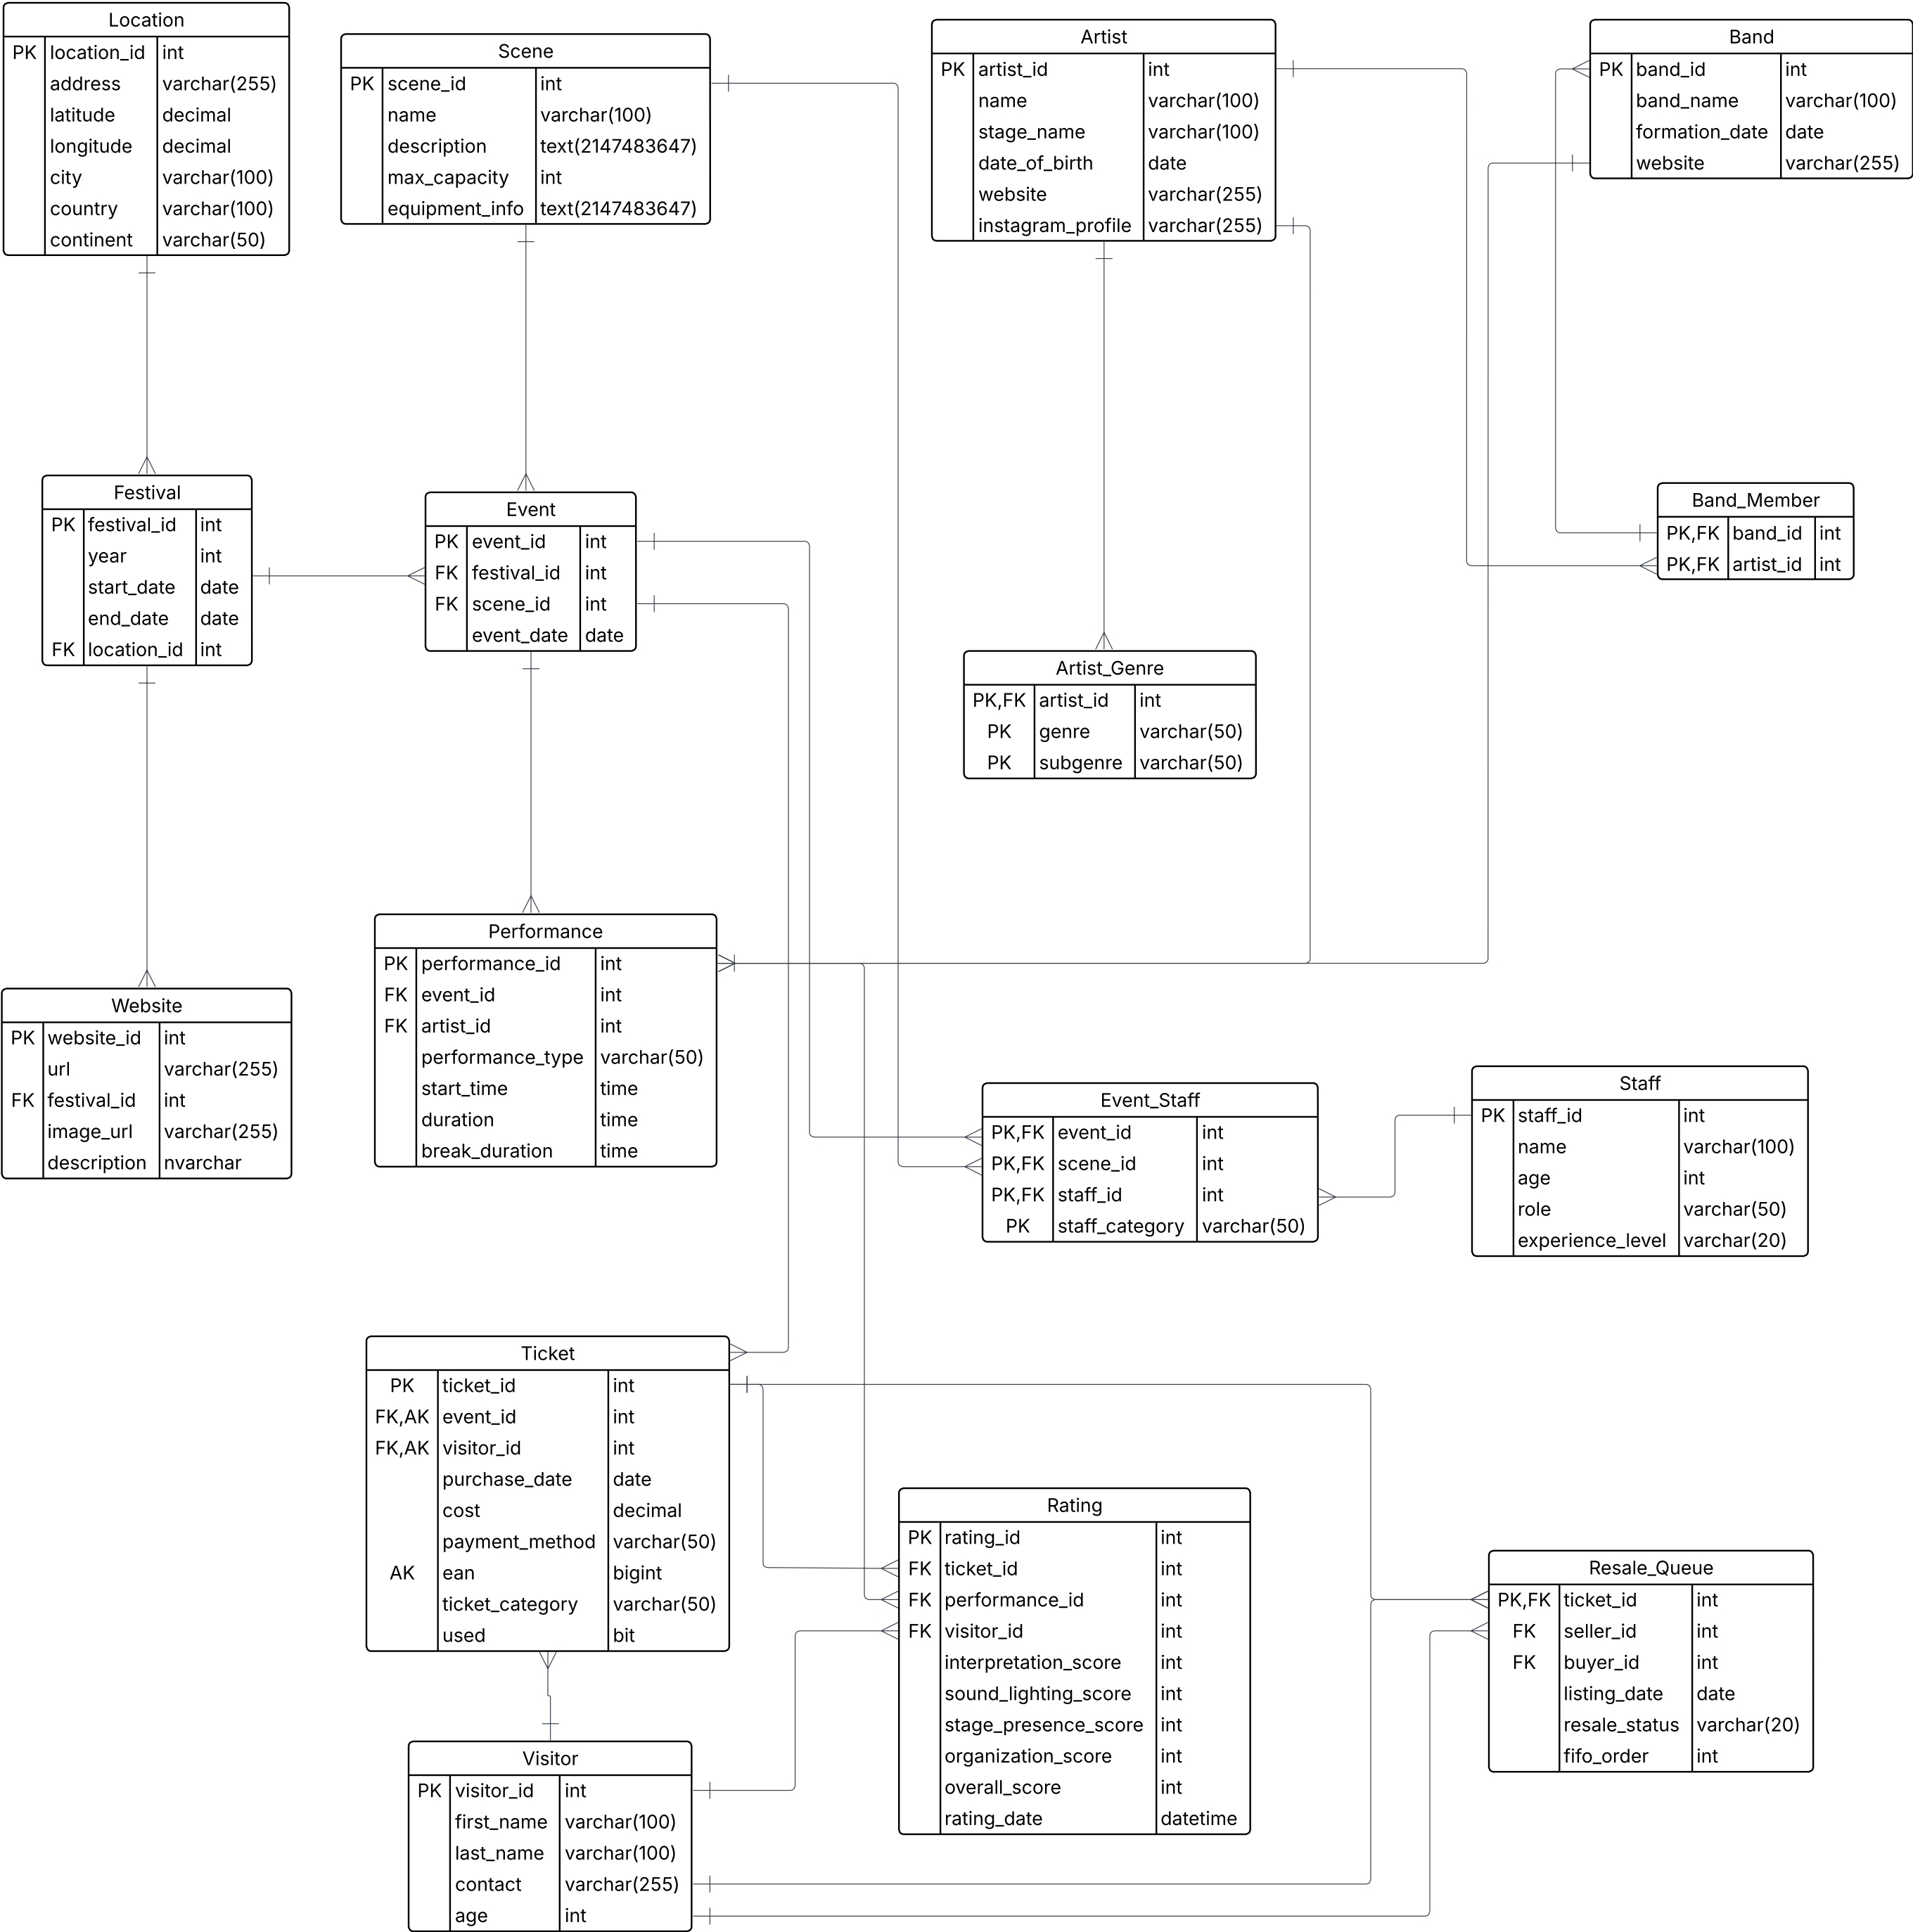 Location
PK location_id int
address varchar(255)
latitude decimal
longitude decimal
city varchar(100)
country varchar(100)
continent varchar(50)
Scene
PK scene_id int
name varchar(100)
description text(2147483647)
max_capacity int
equipment_info text(2147483647)
Artist
PK artist_id int
name varchar(100)
stage_name varchar(100)
date_of_birth date
website varchar(255)
instagram_profile varchar(255)
Band
PK band_id int
band_name varchar(100)
formation_date date
website varchar(255)
Festival
PK festival_id int
year int
start_date date
end_date date
FK location_id int
Event
PK event_id int
FK festival_id int
FK scene_id int
event_date date
Band_Member
PK,FK band_id int
PK,FK artist_id int
Artist_Genre
PK,FK artist_id int
PK genre varchar(50)
PK subgenre varchar(50)
Website
PK website_id int
url varchar(255)
FK festival_id int
image_url varchar(255)
description nvarchar
Performance
PK performance_id int
FK event_id int
FK artist_id int
performance_type varchar(50)
start_time time
duration time
break_duration time
Event_Staff
PK,FK event_id int
PK,FK scene_id int
PK,FK staff_id int
PK staff_category varchar(50)
Staff
PK staff_id int
name varchar(100)
age int
role varchar(50)
experience_level varchar(20)
Ticket
PK ticket_id int
FK,AK event_id int
FK,AK visitor_id int
purchase_date date
cost decimal
payment_method varchar(50)
AK ean bigint
ticket_category varchar(50)
used bit
Rating
PK rating_id int
FK ticket_id int
FK performance_id int
FK visitor_id int
interpretation_score int
sound_lighting_score int
stage_presence_score int
organization_score int
overall_score int
rating_date datetime
Resale_Queue
PK,FK ticket_id int
FK seller_id int
FK buyer_id int
listing_date date
resale_status varchar(20)
fifo_order int
Visitor
PK visitor_id int
first_name varchar(100)
last_name varchar(100)
contact varchar(255)
age int